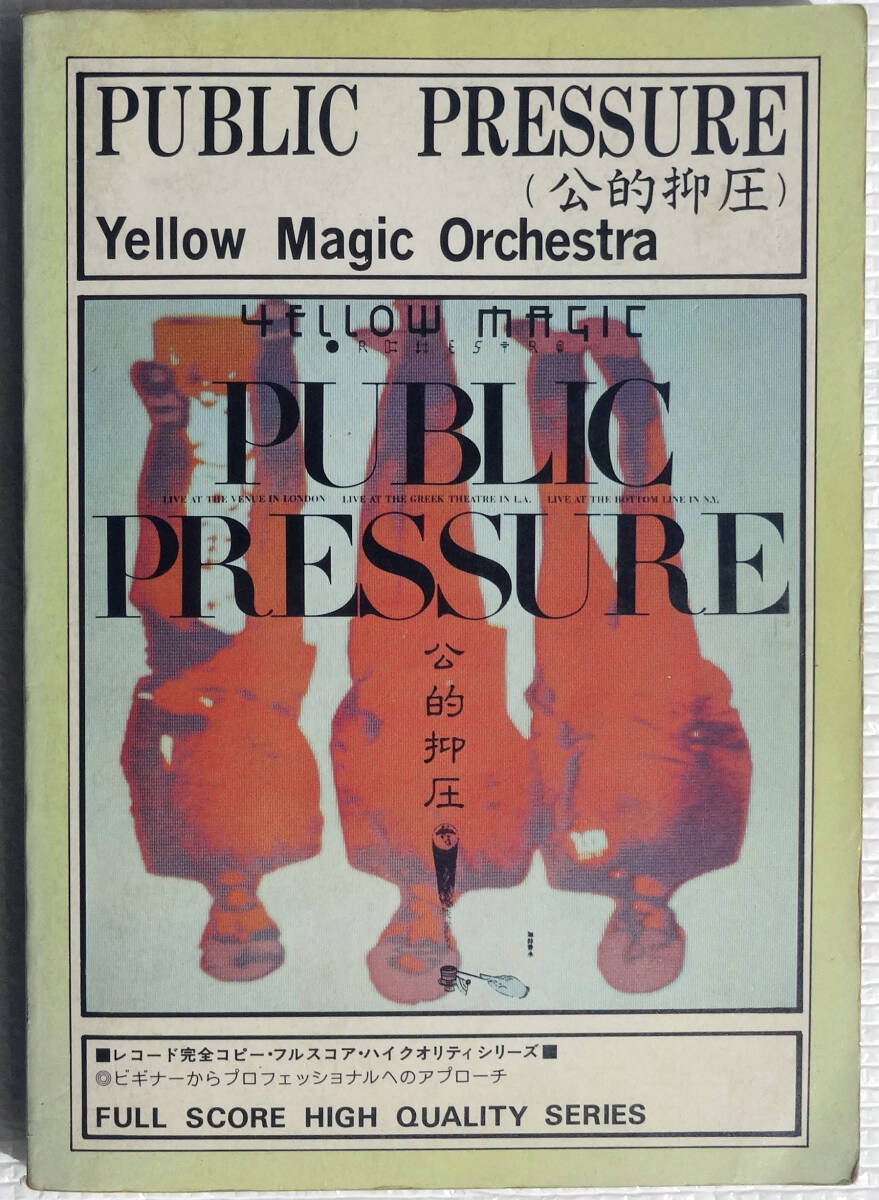 PUBLIC PRESSURE
(公的抑圧)
Yellow Magic Orchestra
YELLOW MAGIC
ORCHESTRA
PUBLIC
LIVE AT THE VENUE IN LONDON LIVE AT THE GREEK THEATRE IN L.A. LIVE AT THE BOTTOM LINE IN N.Y.
PRESSURE
公的抑圧
■レコード完全コピー・フルスコア・ハイクオリティシリーズ■
◎ビギナーからプロフェッショナルへのアプローチ
FULL SCORE HIGH QUALITY SERIES